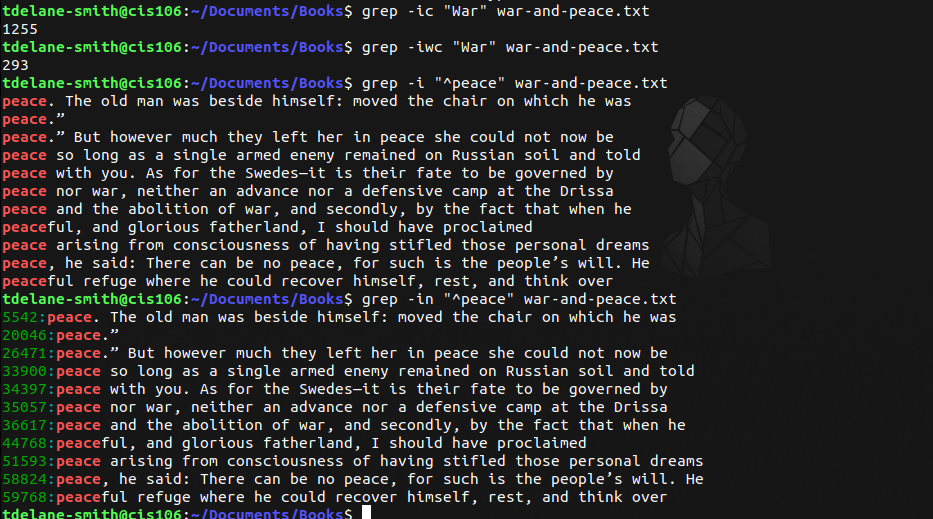 tdelane-smith@cis106:~/Documents/Books$ grep -ic "War" war-and-peace.txt
1255
tdelane-smith@cis106:~/Documents/Books$ grep -iwc "War" war-and-peace.txt
293
tdelane-smith@cis106:~/Documents/Books$ grep -i "^peace" war-and-peace.txt
peace. The old man was beside himself: moved the chair on which he was
peace.”
peace.” But however much they left her in peace she could not now be
peace so long as a single armed enemy remained on Russian soil and told
peace with you. As for the Swedes—it is their fate to be governed by
peace nor war, neither an advance nor a defensive camp at the Drissa
peace and the abolition of war, and secondly, by the fact that when he
peaceful, and glorious fatherland, I should have proclaimed
peace arising from consciousness of having stifled those personal dreams
peace, he said: There can be no peace, for such is the people’s will. He
peaceful refuge where he could recover himself, rest, and think over
tdelane-smith@cis106:~/Documents/Books$ grep -in "^peace" war-and-peace.txt
5542:peace. The old man was beside himself: moved the chair on which he was
20046:peace.”
26471:peace.” But however much they left her in peace she could not now be
33900:peace so long as a single armed enemy remained on Russian soil and told
34397:peace with you. As for the Swedes—it is their fate to be governed by
35057:peace nor war, neither an advance nor a defensive camp at the Drissa
36617:peace and the abolition of war, and secondly, by the fact that when he
44768:peaceful, and glorious fatherland, I should have proclaimed
51593:peace arising from consciousness of having stifled those personal dreams
58824:peace, he said: There can be no peace, for such is the people’s will. He
59768:peaceful refuge where he could recover himself, rest, and think over
tdelane-smith@cis106:~/Documents/Books$